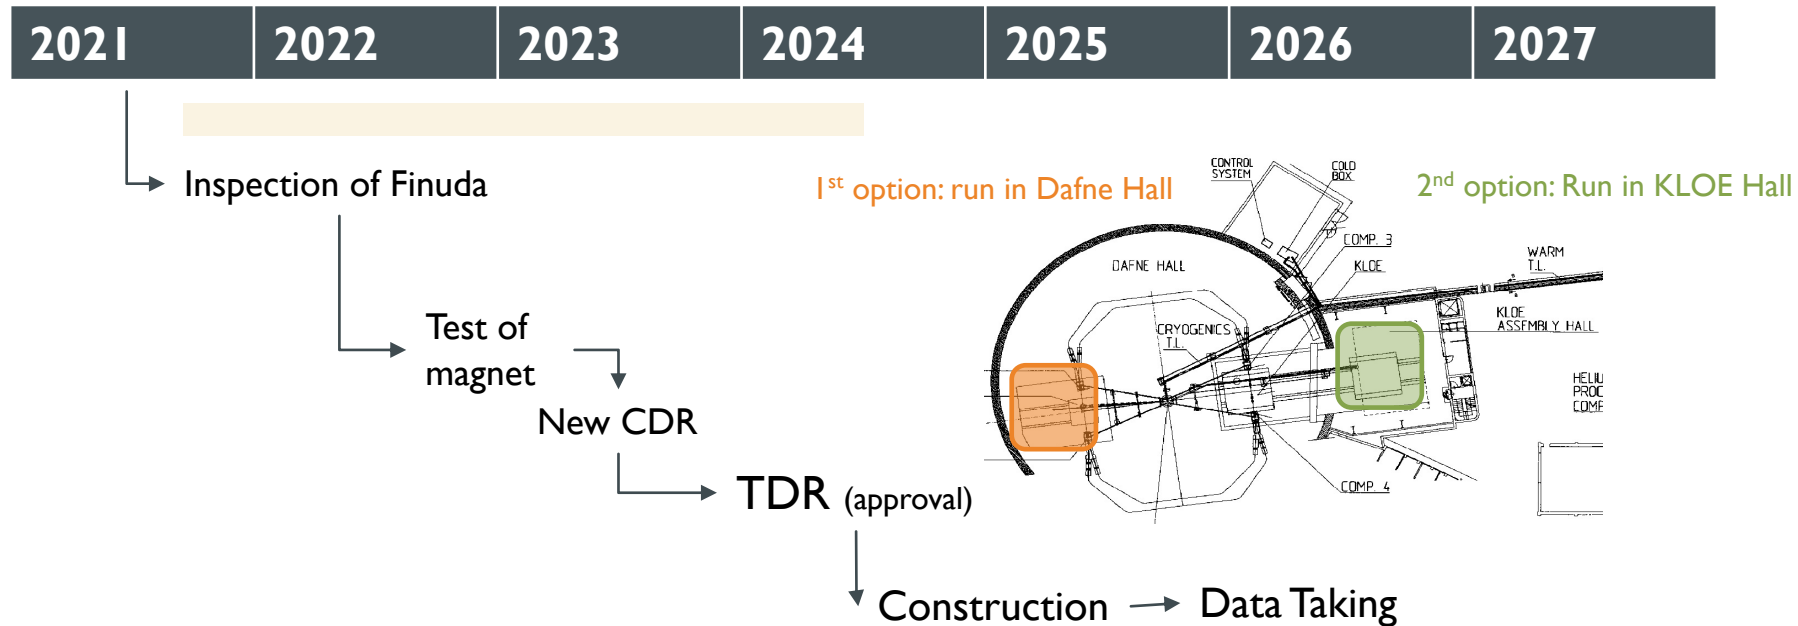 2021 2022 2023 2024 2025 2026 2027
Inspection of Finuda
1st option: run in Dafne Hall
2nd option: Run in KLOE Hall
CONTROL
SYSTEM
COLD
BOX
COMP. 3
KLOE
DAFNE HALL
WARM
T.L.
KLOE
ASSEMBLY HALL
CRYOGENICS
T.L.
Test of
magnet
New CDR
TDR (approval)
COMP. 4
Construction
Data Taking